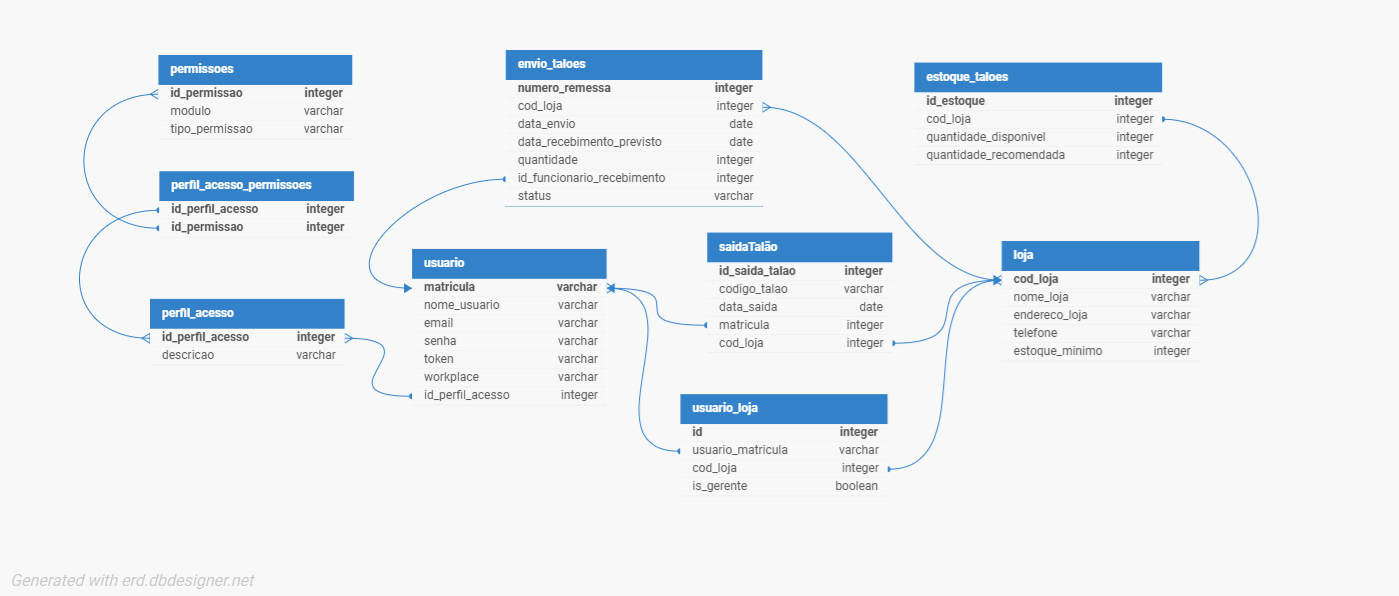 permissoes
id_permissao integer
modulo varchar
tipo_permissao varchar
perfil_acesso_permissoes
id_perfil_acesso integer
id_permissao integer
perfil_acesso
id_perfil_acesso integer
descricao varchar
envio_taloes
numero_remessa integer
cod_loja integer
data_envio date
data_recebimento_previsto date
quantidade integer
id_funcionario_recebimento integer
status varchar
usuario
matricula varchar
nome_usuario varchar
email varchar
senha varchar
token varchar
workplace varchar
id_perfil_acesso integer
saidaTalão
id_saida_talao integer
codigo_talao varchar
data_saida date
matricula integer
cod_loja integer
usuario_loja
id integer
usuario_matricula varchar
cod_loja integer
is_gerente boolean
estoque_taloes
id_estoque integer
cod_loja integer
quantidade_disponivel integer
quantidade_recomendada integer
loja
cod_loja integer
nome_loja varchar
endereco_loja varchar
telefone varchar
estoque_minimo integer
Generated with erd.dbdesigner.net